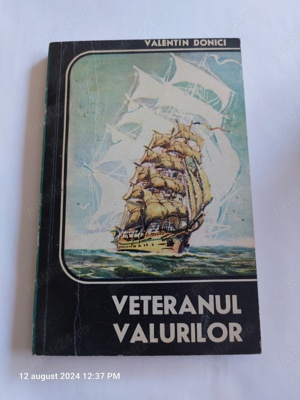 VALENTIN DONICI
VETERANUL
VALURILOR
12 august 2024 12:37 PM